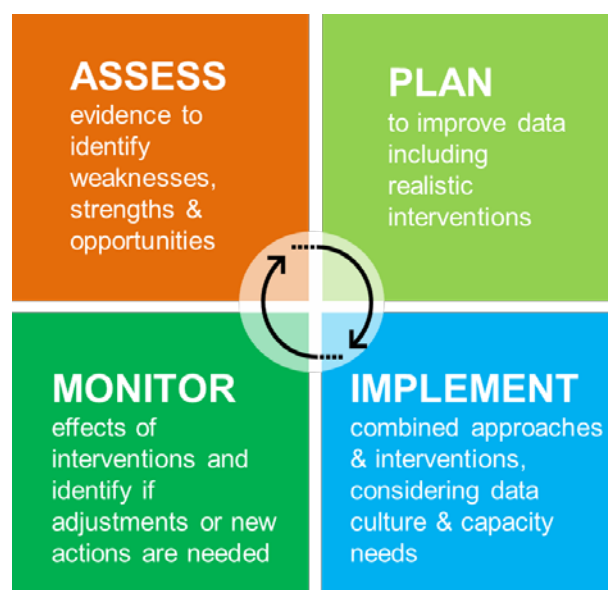 ASSESS
evidence to
identify
weaknesses,
strengths &
opportunities
PLAN
to improve data
including
realistic
interventions
MONITOR
effects of
interventions and
identify if
adjustments or new
actions are needed
IMPLEMENT
combined approaches
& interventions,
considering data
culture & capacity
needs